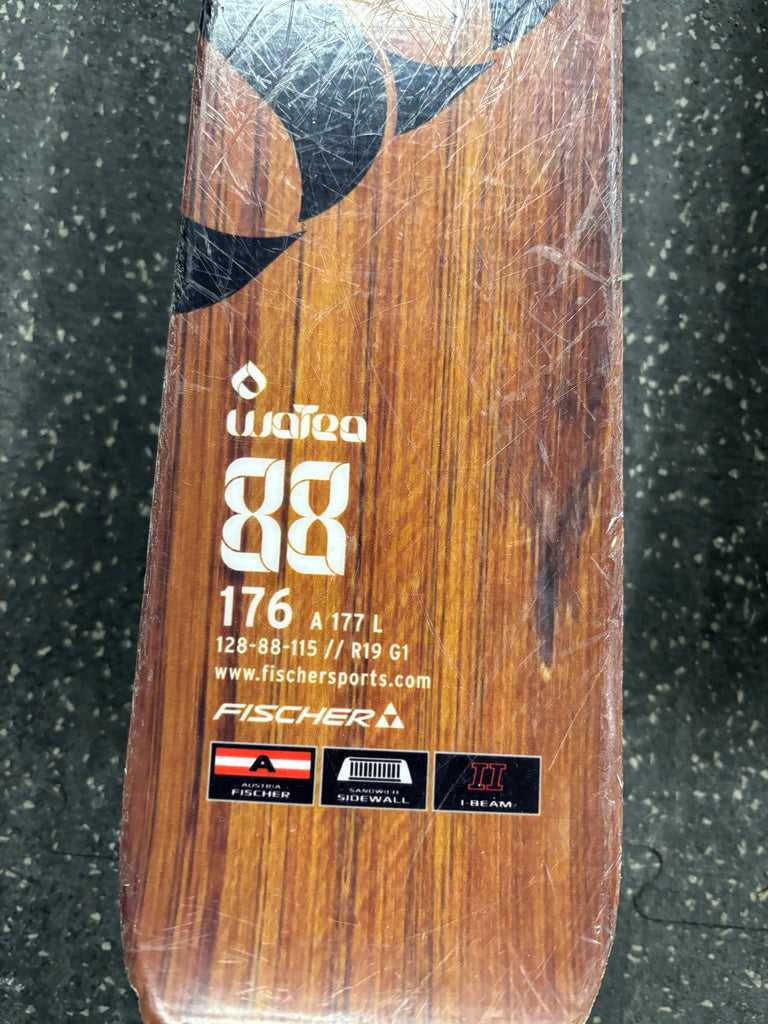 watea
88
176 A 177 L
128-88-115 // R19 G1
www.fischersports.com
FISCHER
A
AUSTRIA
FISCHER
SANDWICH
SIDEWALL
II
I-BEAM